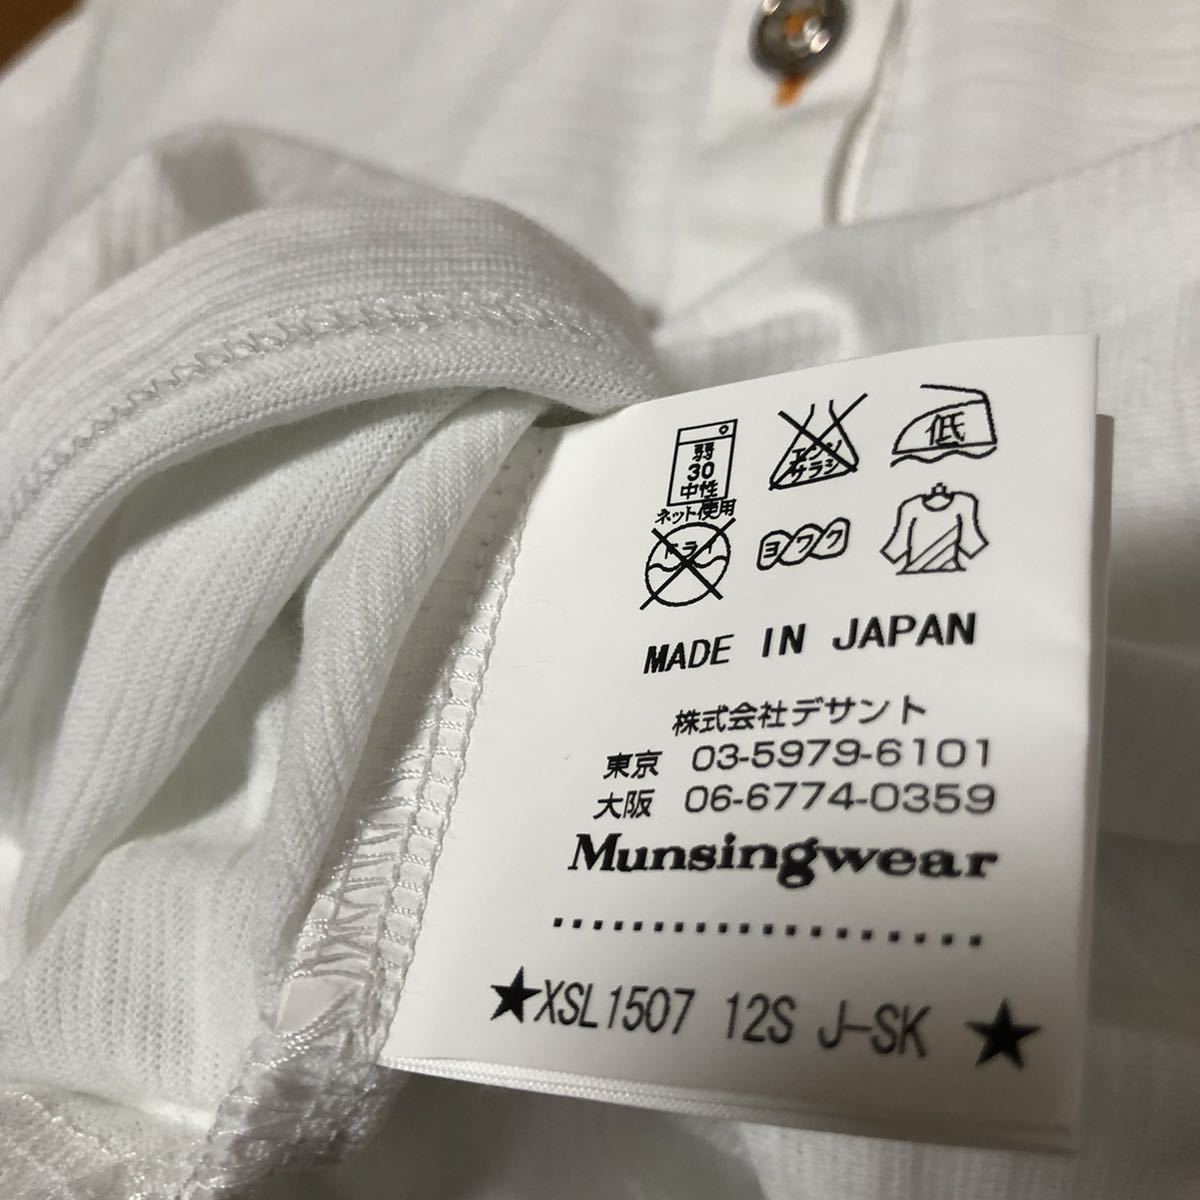 弱
30
中性
ネット使用
エンソ
サラシ
低
ドライ
ヨワク
MADE IN JAPAN
株式会社デサント
東京 03-5979-6101
大阪 06-6774-0359
Munsingwear
★XSL1507 12S J-SK ★